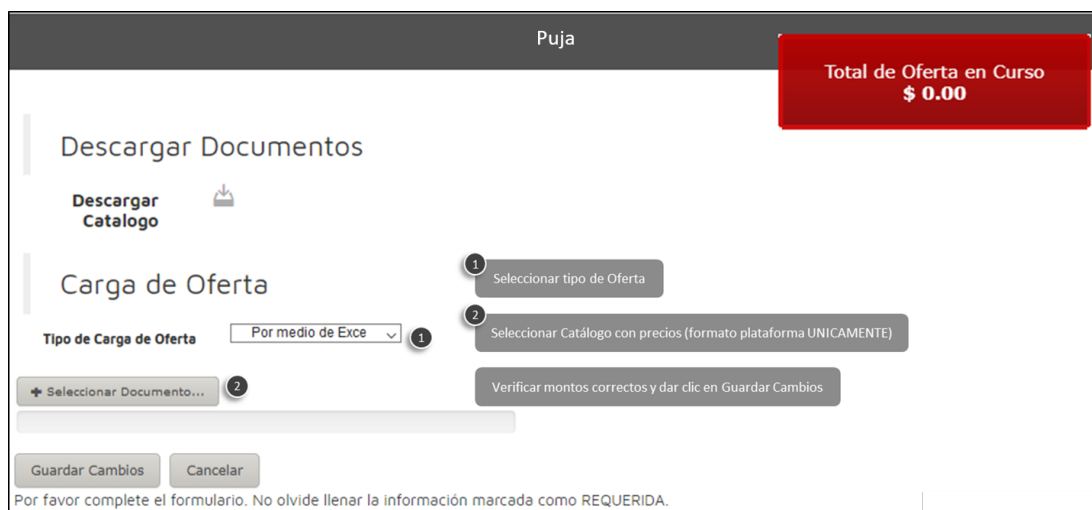 Puja
Total de Oferta en Curso
$ 0.00
Descargar Documentos
Descargar
Catalogo
Carga de Oferta
1
Seleccionar tipo de Oferta
Tipo de Carga de Oferta
Por medio de Exce
1
2
Seleccionar Catálogo con precios (formato plataforma UNICAMENTE)
+ Seleccionar Documento...
2
Verificar montos correctos y dar clic en Guardar Cambios
Guardar Cambios
Cancelar
Por favor complete el formulario. No olvide llenar la información marcada como REQUERIDA.